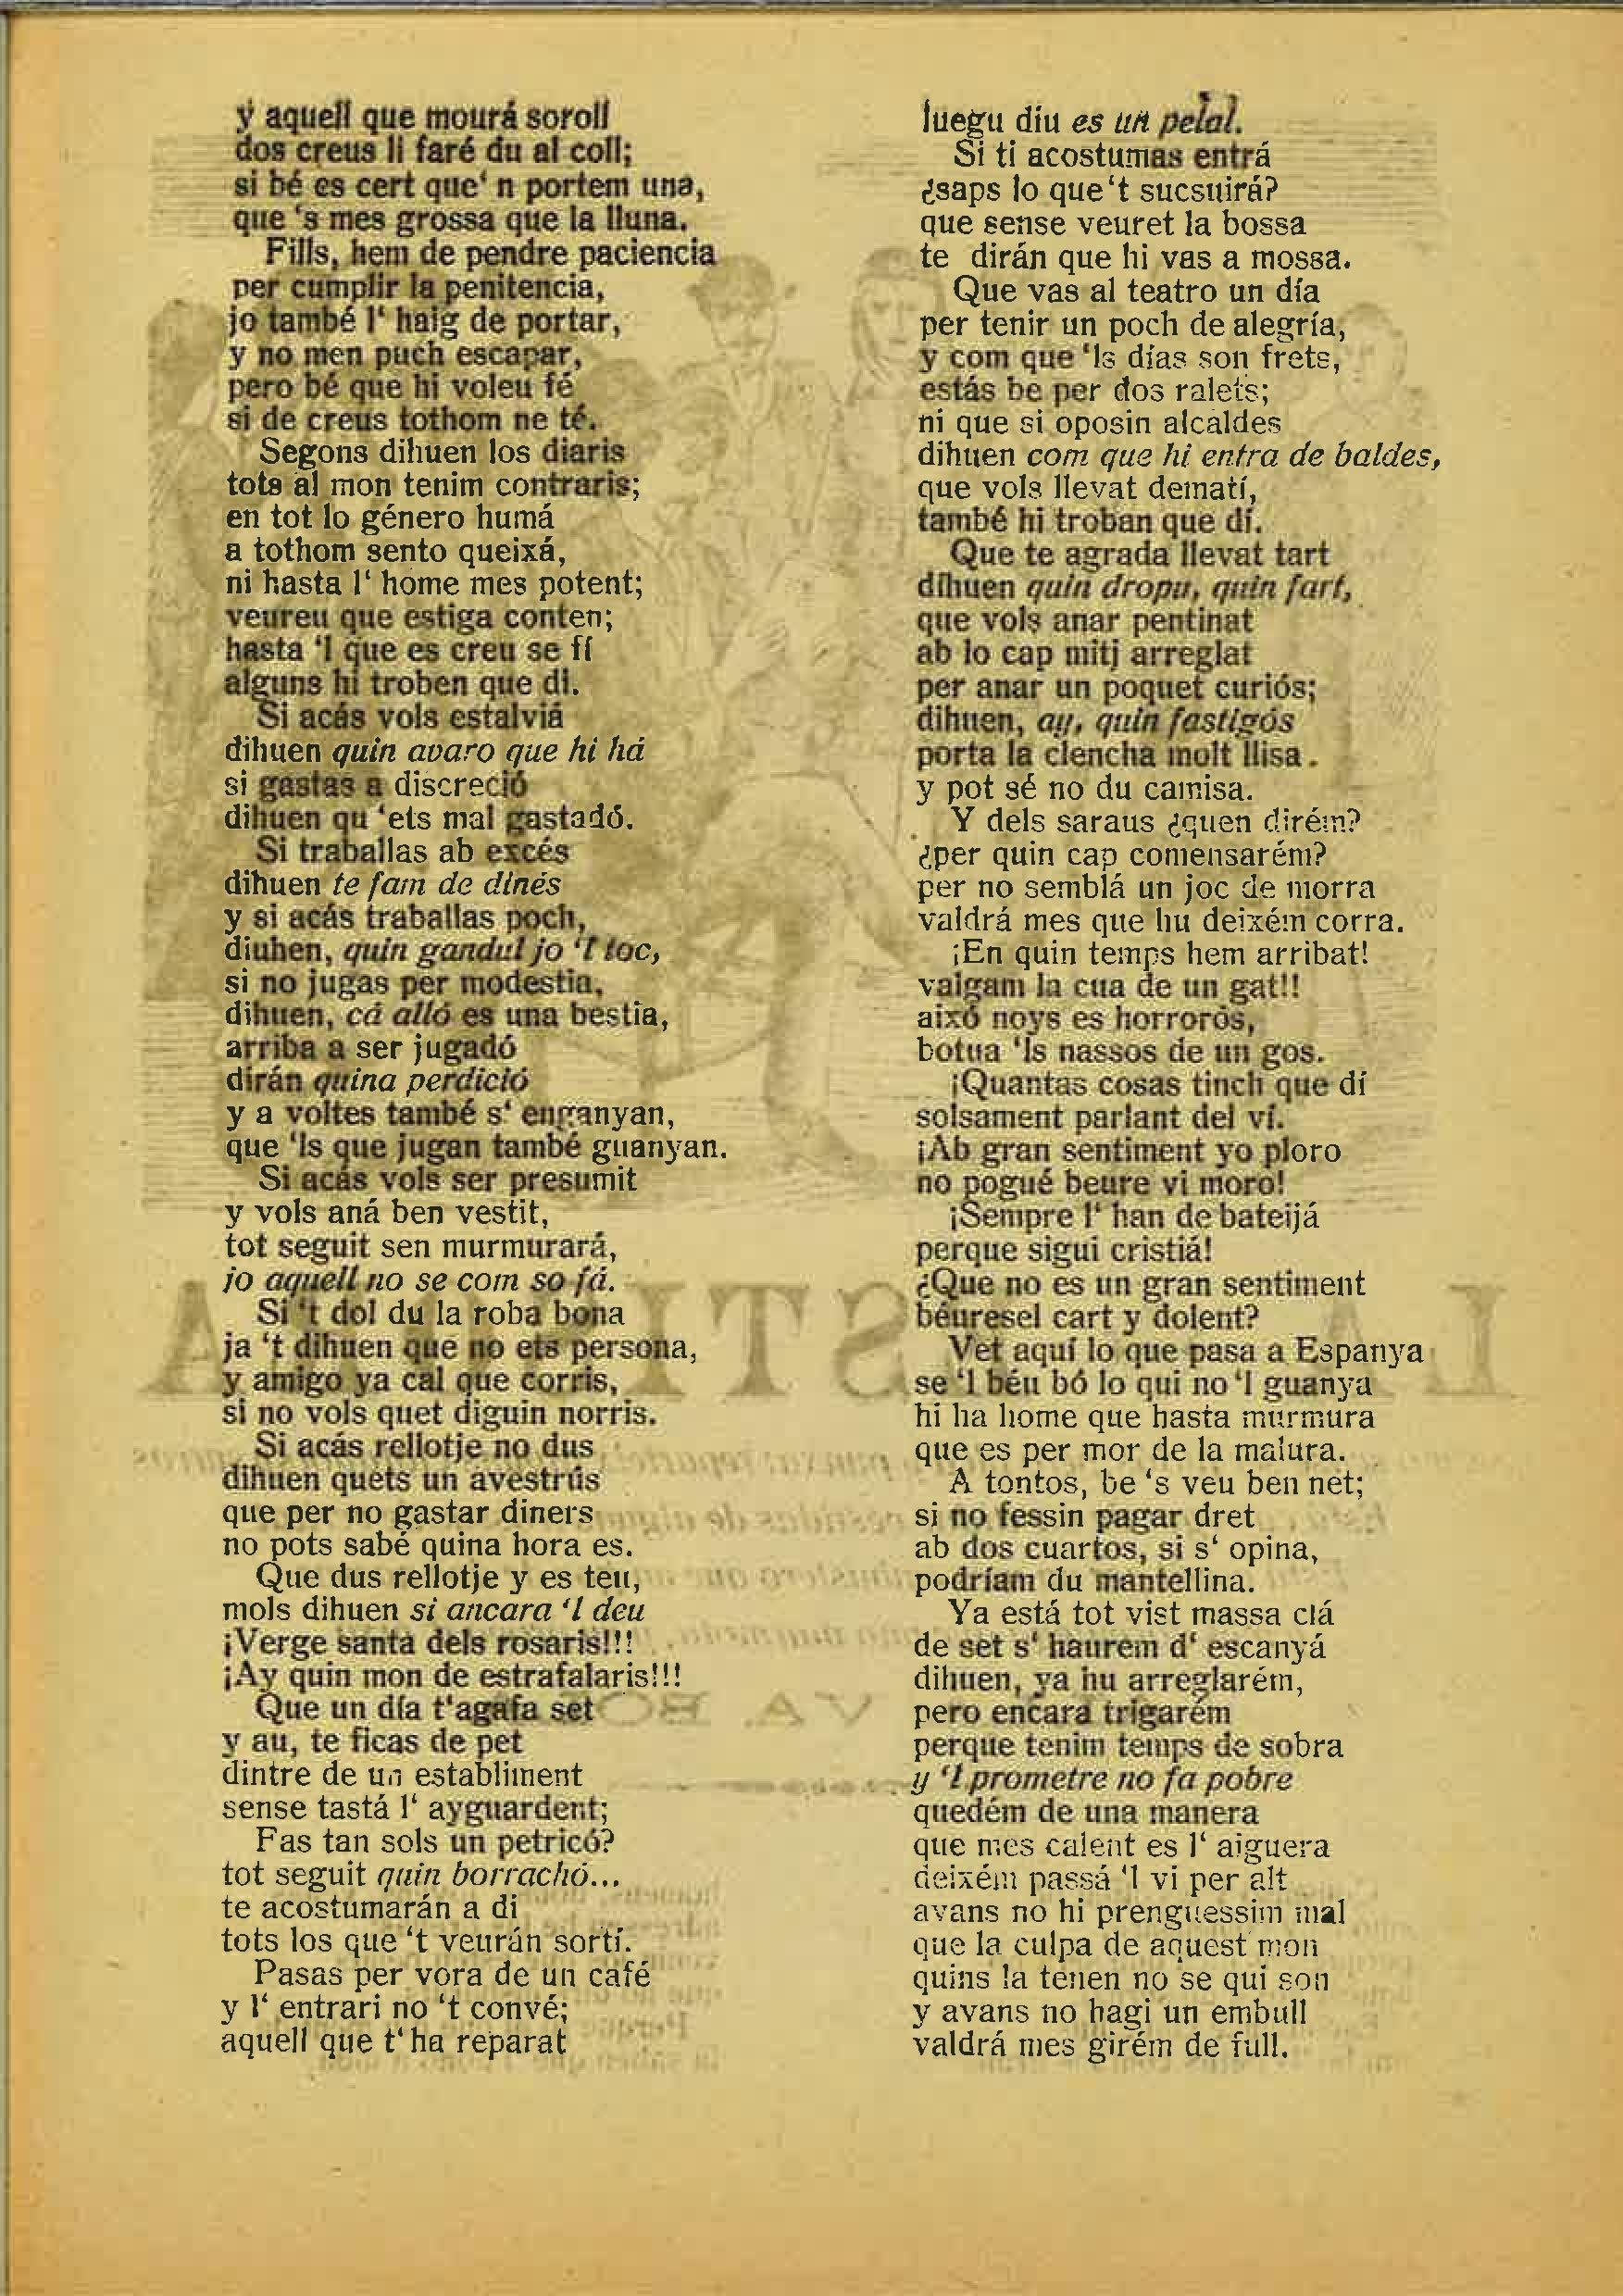 y aquell que mourá soroll
dos creus li faré du al coll;
si bé es cert que‘ n portem una,
que ‘s mes grossa que la lluna.
Fills, hem de pendre paciencia
per cumplir la penitencia,
jo també l‘ haig de portar,
y no men puch escapar,
pero bé que hi voleu fé
si de creus tothom ne té.
Segons dihuen los diaris
tots al mon tenim contraris;
en tot lo género humá
a tothom sento queixá,
ni hasta l‘ home mes potent;
veureu que estiga conten;
hasta ‘l que es creu se fí
alguns hi troben que di.
Si acás vols estalviá
dihuen quin avaro que hi há
si gastas a discreció
dihuen qu ‘ets mal gastadó.
Si traballas ab excés
dihuen te fam de dinés
y si acás traballas poch,
diuhen, quin gandul jo ‘t toc,
si no jugas per modestia,
dihuen, cá alló es una bestia,
arriba a ser jugadó
dirán quina perdició
y a voltes també s‘ enganyan,
que ‘ls que jugan també guanyan.
Si acás vols ser presumit
y vols aná ben vestit,
tot seguit sen murmurará,
jo aquell no se com so fá.
Si ‘t dol du la roba bona
ja ‘t dihuen que no ets persona,
y amigo ya cal que corris,
si no vols quet diguin norris.
Si acás rellotje no dus
dihuen quets un avestrús
que per no gastar diners
no pots sabé quina hora es.
Que dus rellotje y es teu,
mols dihuen si ancara ‘l deu
¡Verge santa dels rosaris!!!
¡Ay quin mon de estrafalaris!!!
Que un día t'agafa set
y au, te ficas de pet
dintre de un establiment
sense tastá l‘ ayguardent;
Fas tan sols un petricó?
tot seguit quin borrachó...
te acostumarán a di
tots los que ‘t veurán sortí.
Pasas per vora de un café
y l‘ entrari no ‘t convé;
aquell que t‘ha reparat
luegu diu es un pelat.
Si ti acostumas entrá
¿saps lo que‘t sucsuirá?
que sense veuret la bossa
te dirán que hi vas a mossa.
Que vas al teatro un día
per tenir un poch de alegría,
y com que ‘ls días son frets,
estás be per dos ralets;
ni que si oposin alcaldes
dihuen com que hi entra de baldes,
que vols llevat dematí,
també hi troban que dí.
Que te agrada llevat tart
dihuen quin dropu, quin fart,
que vols anar pentinat
ab lo cap mitj arreglat
per anar un poquet curiós;
dihuen, ay, quin fastigós
porta la clencha molt llisa.
y pot sé no du camisa.
Y dels saraus ¿quen dirém?
¿per quin cap comensarém?
per no semblá un joc de morra
valdrá mes que hu deixém corra.
¡En quin temps hem arribat!
valgam la cua de un gat!!
aixó noys es horrorós,
botua ‘ls nassos de un gos.
¡Quantas cosas tinch que dí
solsament parlant del ví.
¡Ab gran sentiment yo ploro
no pogué beure vi moro!
¡Sempre l‘ han de bateijá
perque sigui cristiá!
¿Que no es un gran sentiment
béuresel cart y dolent?
Vet aquí lo que pasa a Espanya
se ‘l béu bó lo qui no ‘l guanya
hi ha home que hasta murmura
que es per mor de la malura.
A tontos, be ‘s veu ben net;
si no fessin pagar dret
ab dos cuartos, si s‘ opina,
podríam du mantellina.
Ya está tot vist massa clá
de set s‘ haurem d‘ escanyá
dihuen, ya hu arreglarém,
pero encara trigarém
perque tenim temps de sobra
y ‘l prometre no fa pobre
quedém de una manera
que mes calent es l‘ aiguera
deixém passá ‘l vi per alt
avans no hi prenguessim mal
que la culpa de aquest mon
quins la tenen no se qui son
y avans no hagi un embull
valdrá mes girém de full.